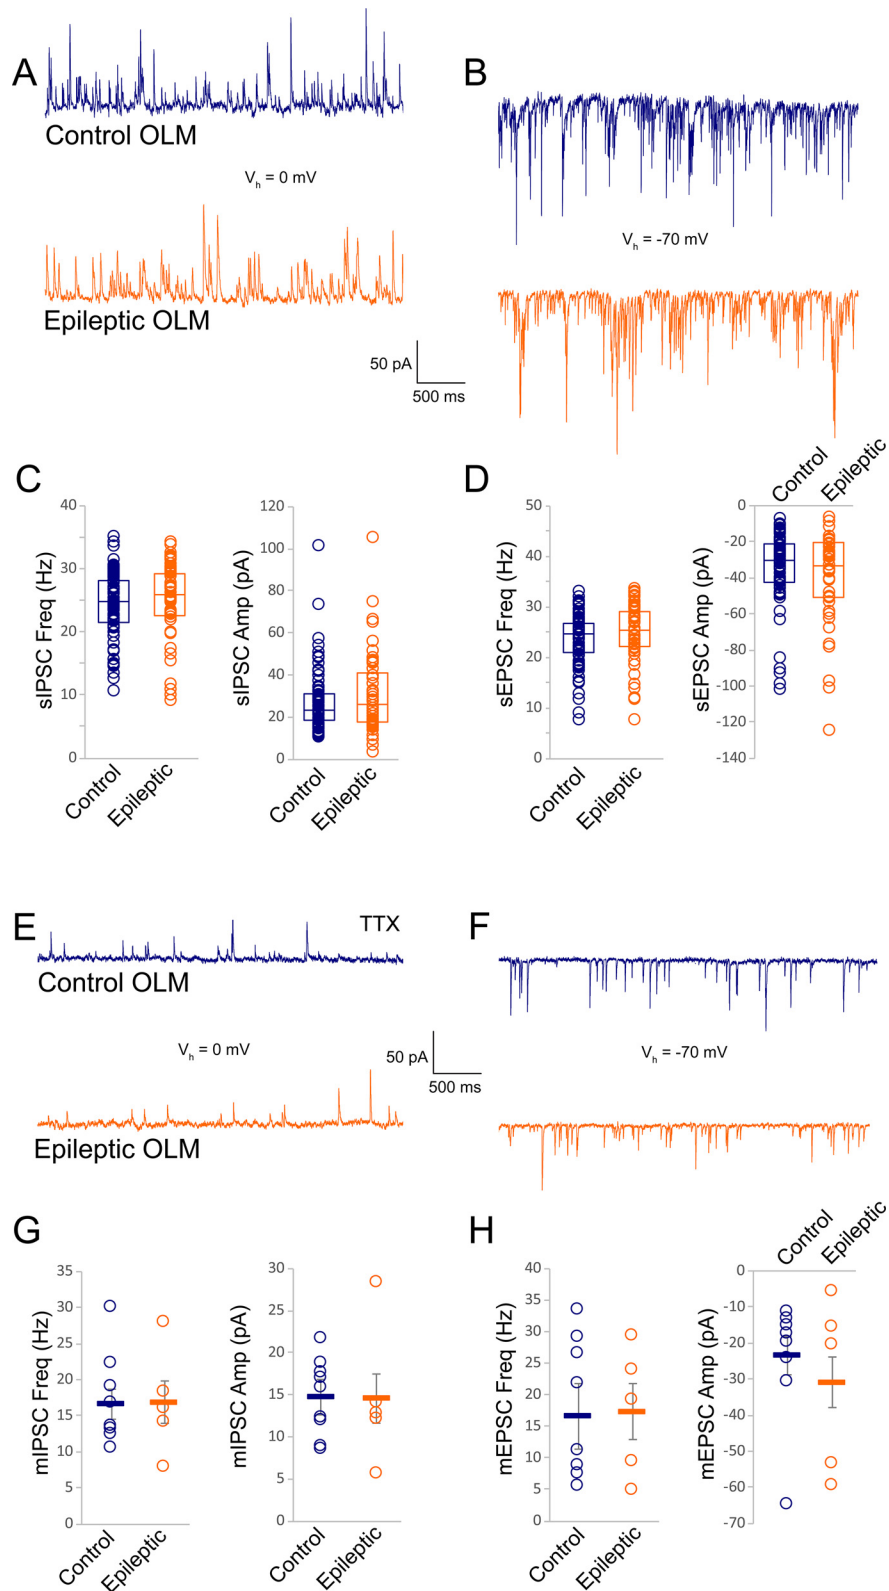 A
B
Control OLM
Vh = 0 mV
Vh = -70 mV
Epileptic OLM
50 pA
500 ms
C
D
Control
Epileptic
sIPSC Freq (Hz)
40
30
20
10
0
Control
Epileptic
sIPSC Amp (pA)
120
100
80
60
40
20
0
Control
Epileptic
sEPSC Freq (Hz)
50
40
30
20
10
0
Control
Epileptic
sEPSC Amp (pA)
0
-20
-40
-60
-80
-100
-120
-140
E
TTX
F
Control OLM
Vh = 0 mV
Vh = -70 mV
50 pA
500 ms
Epileptic OLM
G
H
Control
Epileptic
mIPSC Freq (Hz)
35
30
25
20
15
10
5
0
Control
Epileptic
mIPSC Amp (pA)
30
25
20
15
10
5
0
Control
Epileptic
mEPSC Freq (Hz)
40
35
30
25
20
15
10
5
0
Control
Epileptic
mEPSC Amp (pA)
0
-10
-20
-30
-40
-50
-60
-70